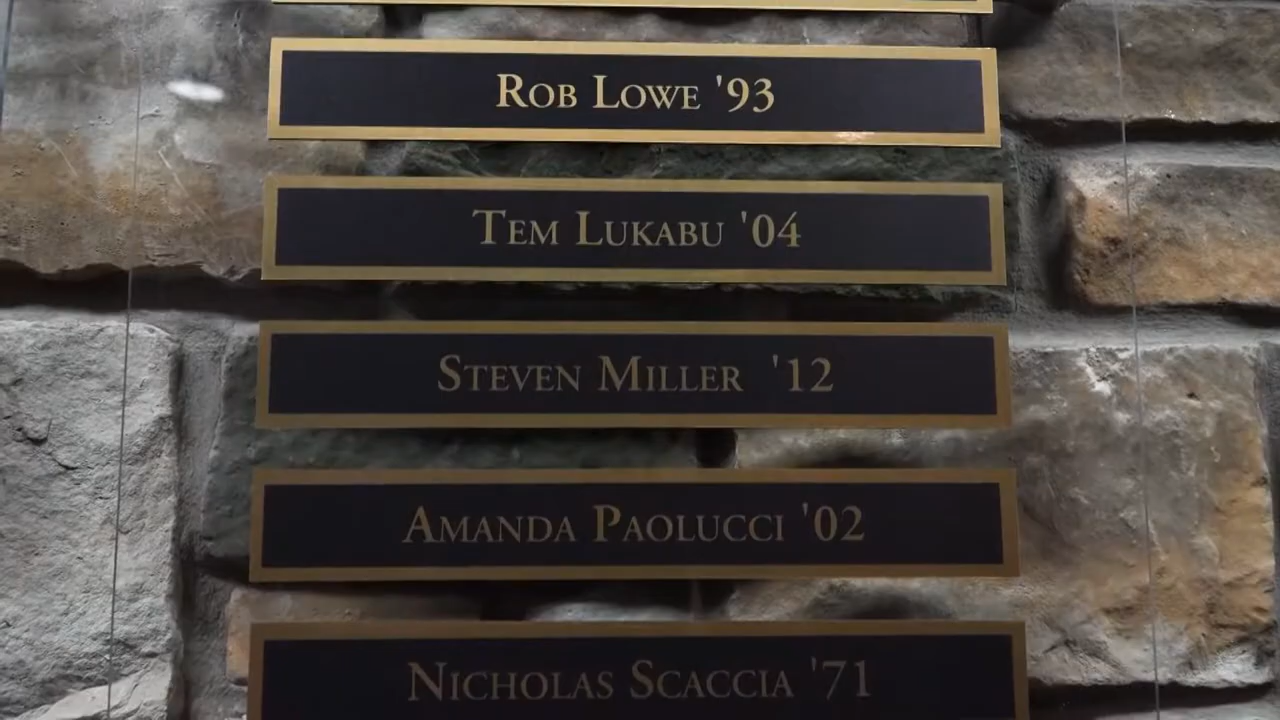 Rob Lowe '93
Tem Lukabu '04
Steven Miller '12
Amanda Paolucci '02
Nicholas Scaccia '71